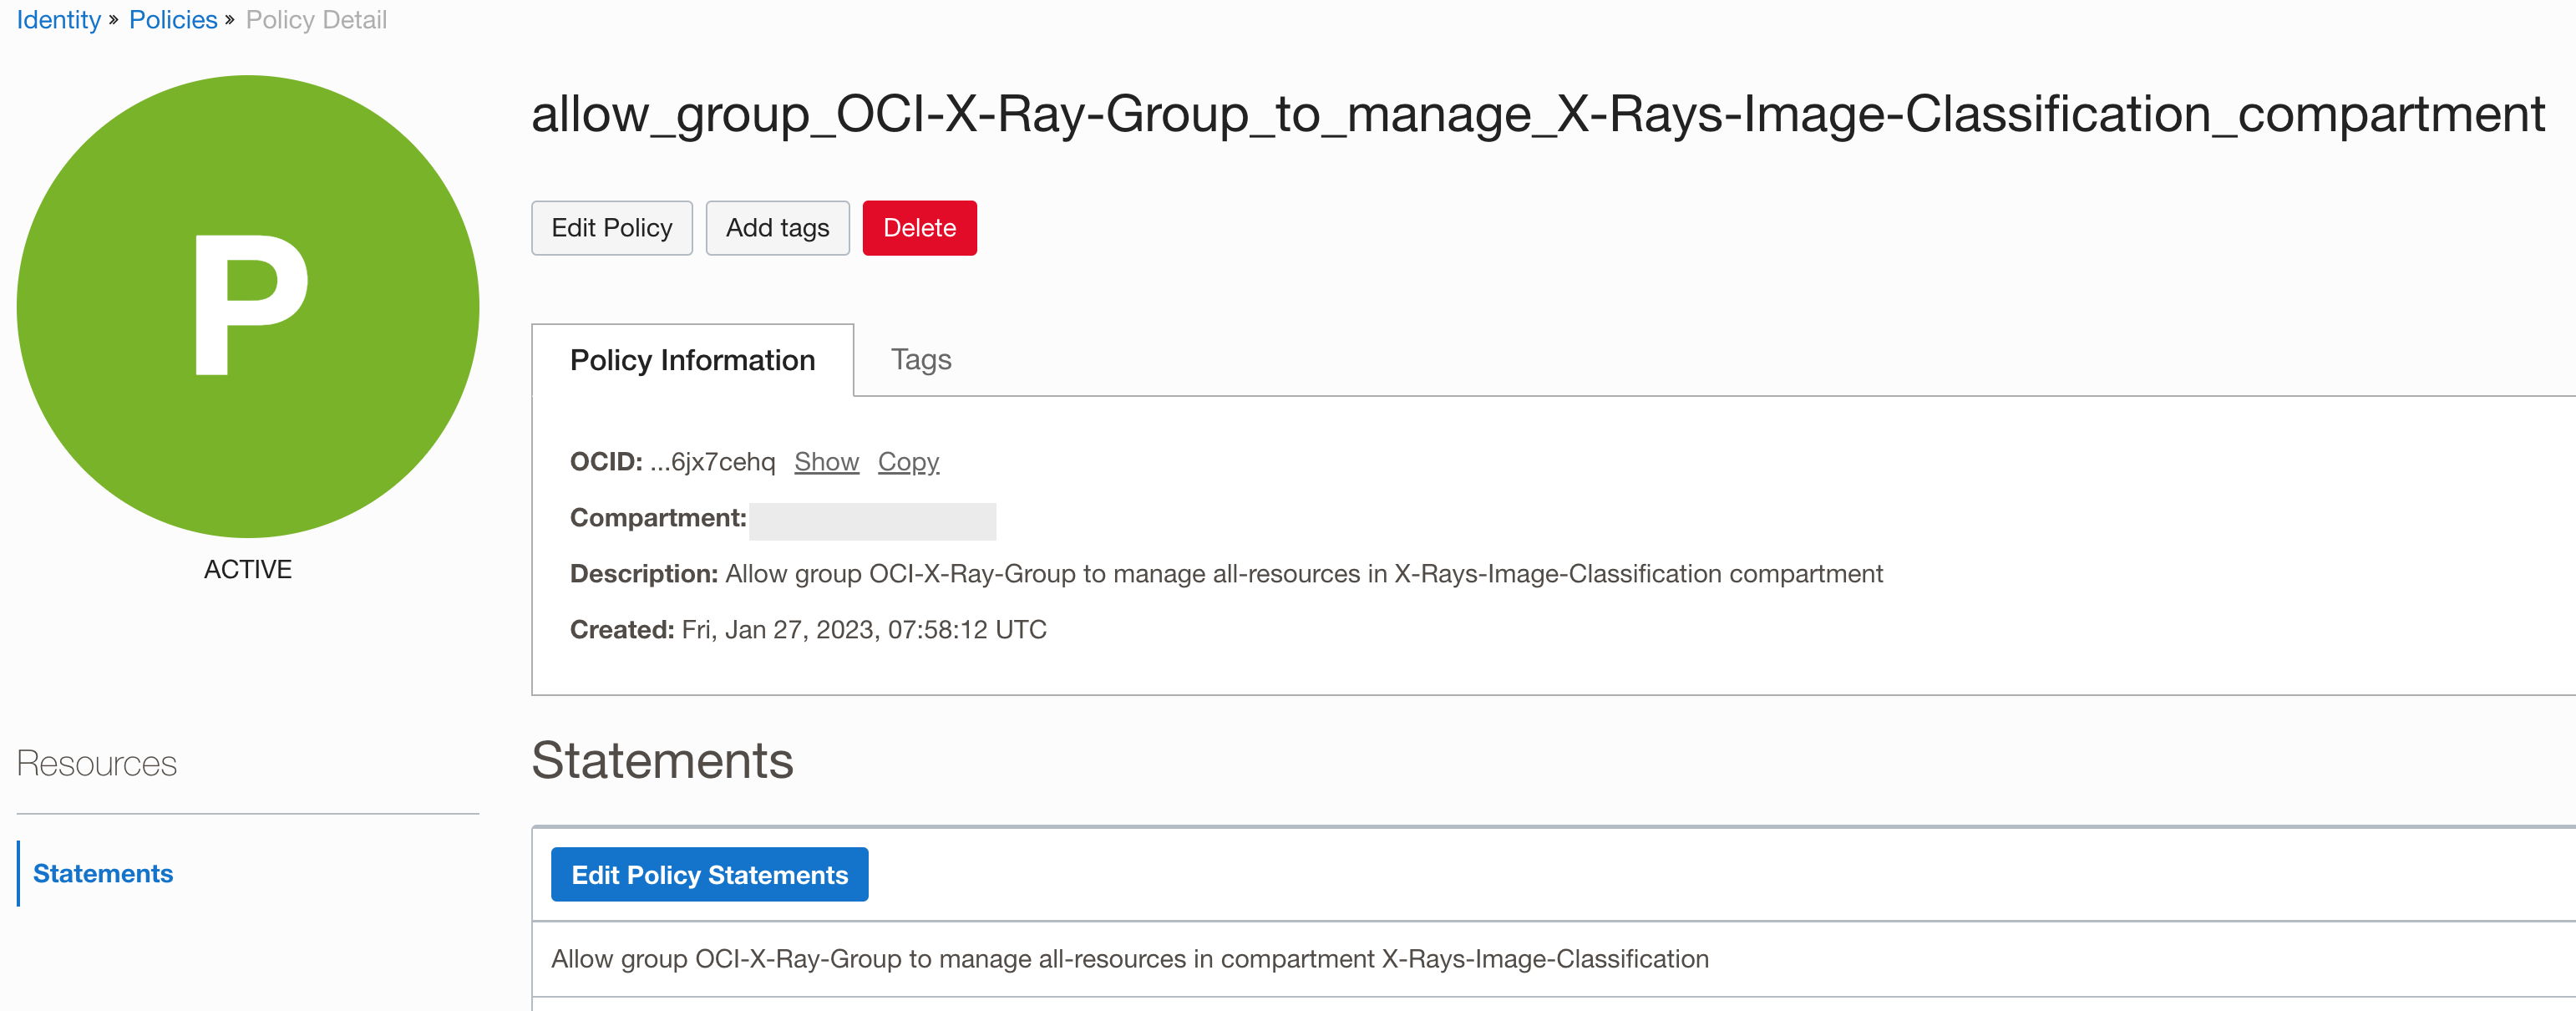 Identity » Policies » Policy Detail
P
ACTIVE
allow_group_OCI-X-Ray-Group_to_manage_X-Rays-Image-Classification_compartment
Edit Policy Add tags Delete
Policy Information Tags
OCID: ...6jx7cehq Show Copy
Compartment:
Description: Allow group OCI-X-Ray-Group to manage all-resources in X-Rays-Image-Classification compartment
Created: Fri, Jan 27, 2023, 07:58:12 UTC
Resources
Statements
Statements
Edit Policy Statements
Allow group OCI-X-Ray-Group to manage all-resources in compartment X-Rays-Image-Classification